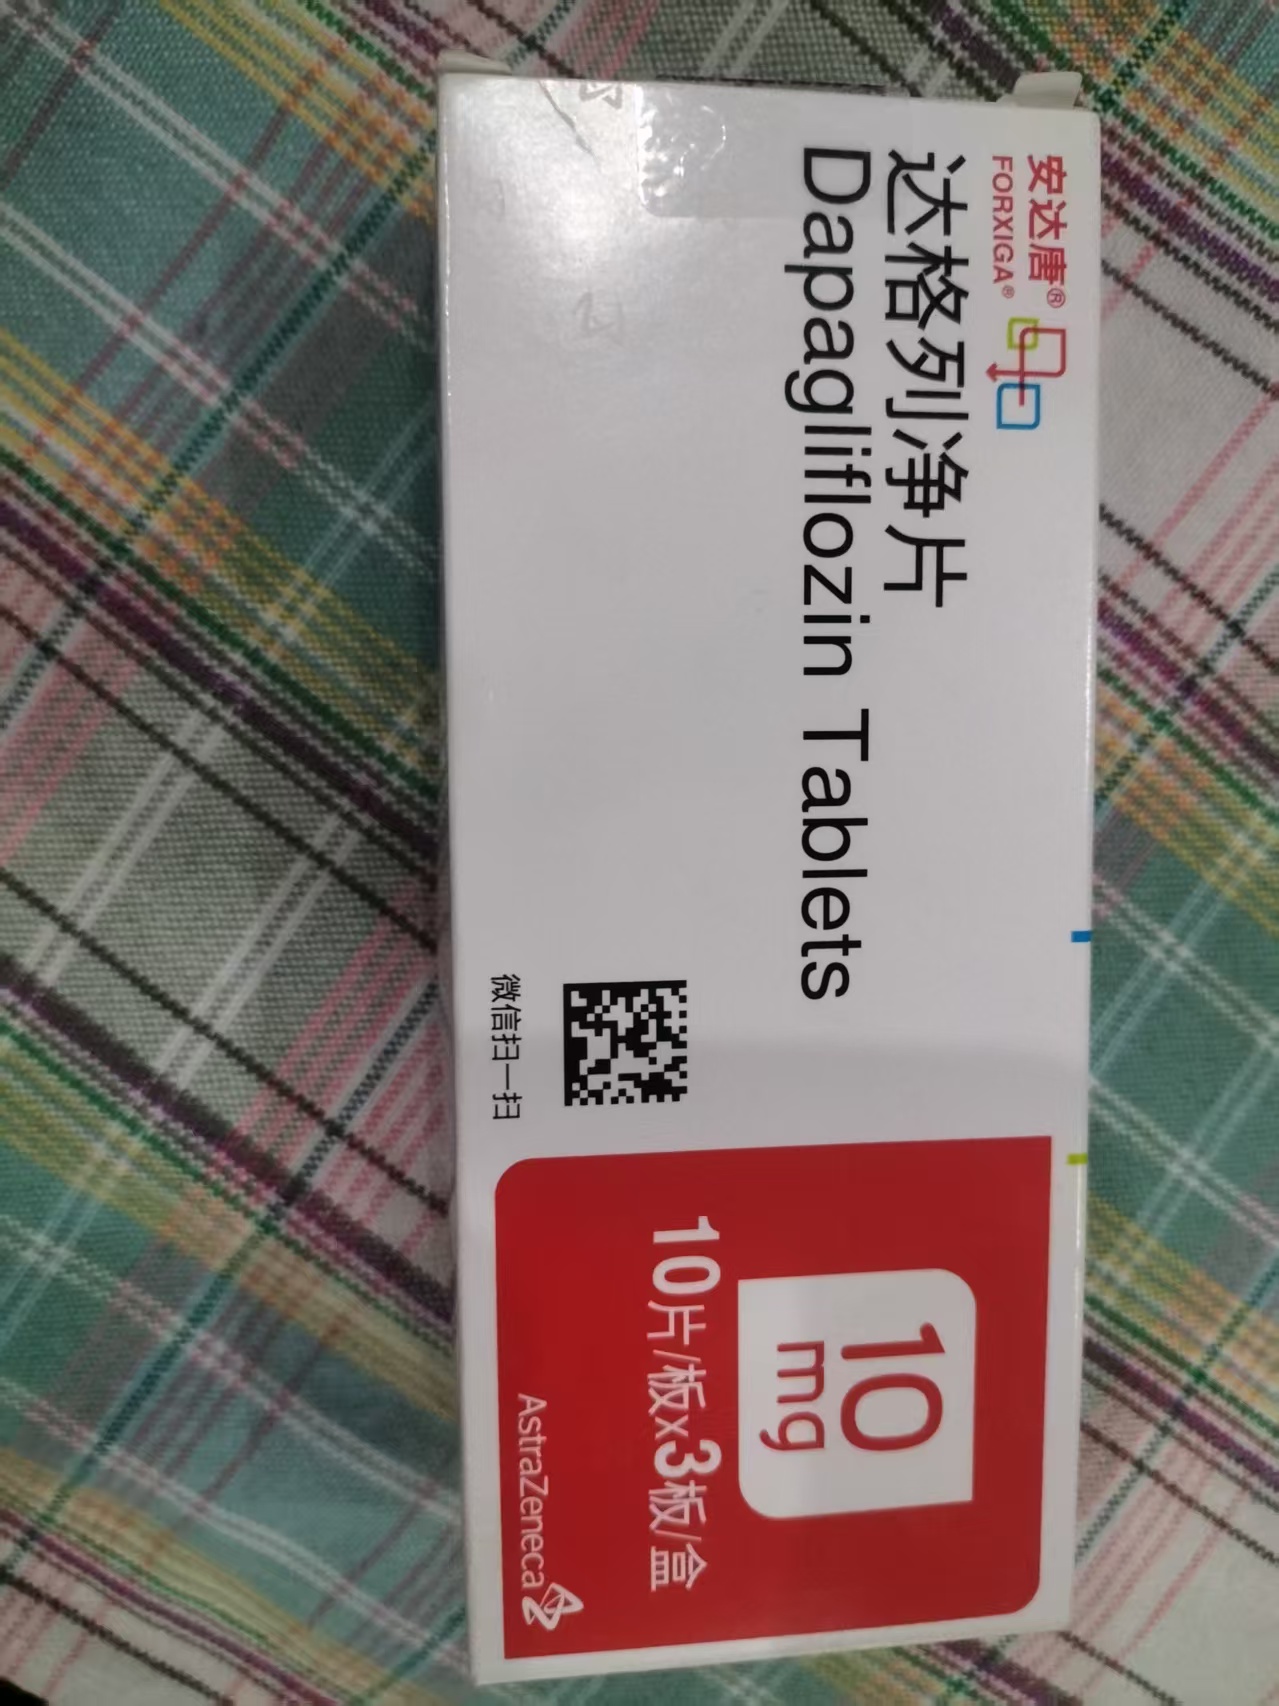 安达唐®
FORXIGA®
达格列净片
Dapagliflozin Tablets
微信扫一扫
10
mg
10片/板x3板/盒
AstraZeneca